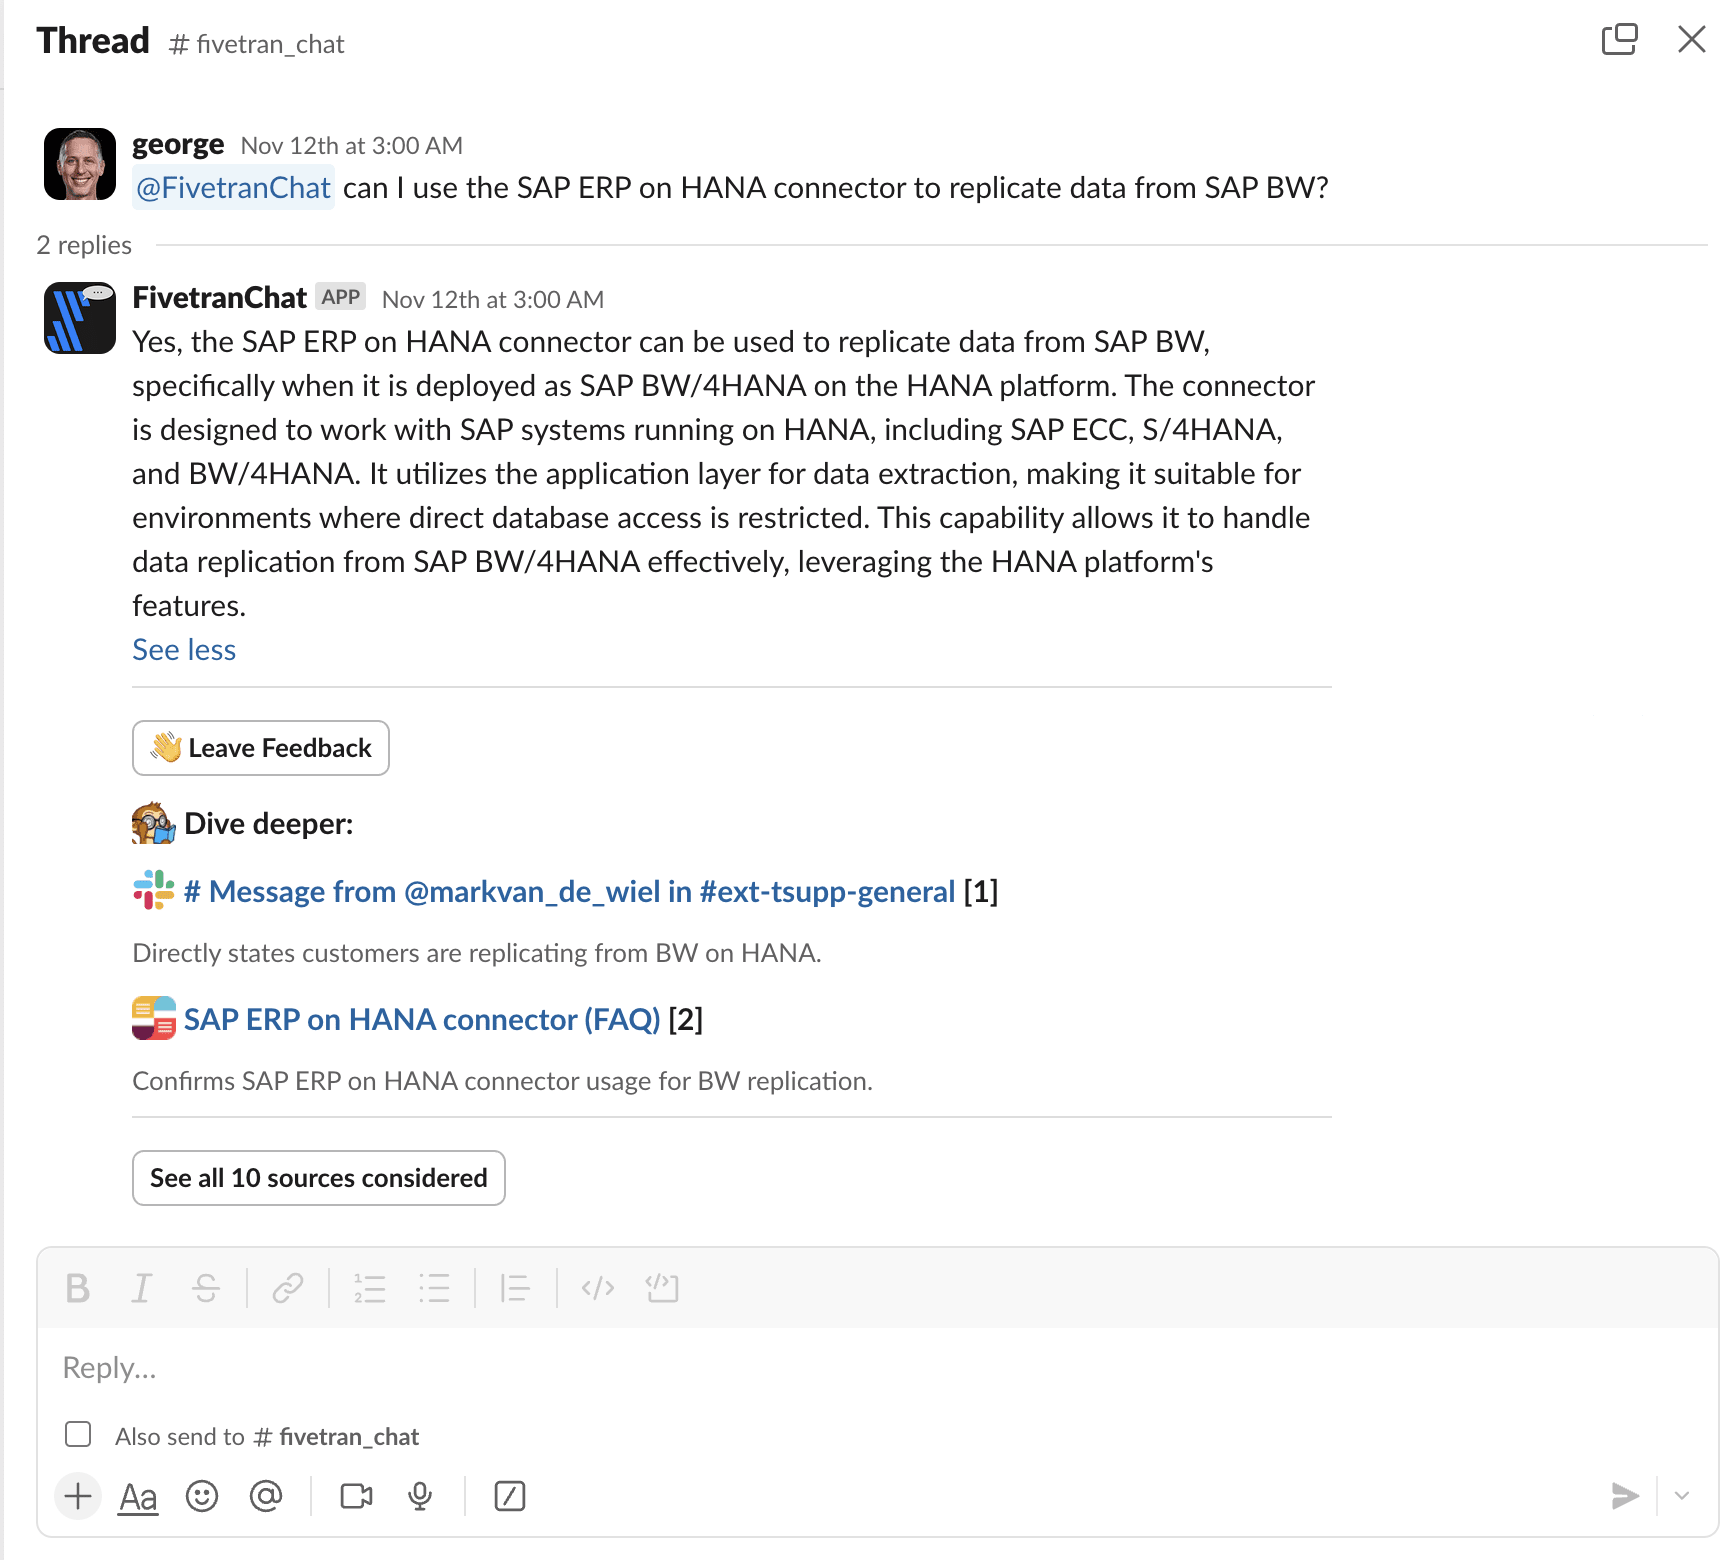 Thread # fivetran_chat
george Nov 12th at 3:00 AM
@FivetranChat can I use the SAP ERP on HANA connector to replicate data from SAP BW?
2 replies
FivetranChat APP Nov 12th at 3:00 AM
Yes, the SAP ERP on HANA connector can be used to replicate data from SAP BW,
specifically when it is deployed as SAP BW/4HANA on the HANA platform. The connector
is designed to work with SAP systems running on HANA, including SAP ECC, S/4HANA,
and BW/4HANA. It utilizes the application layer for data extraction, making it suitable for
environments where direct database access is restricted. This capability allows it to handle
data replication from SAP BW/4HANA effectively, leveraging the HANA platform's
features.
See less
Leave Feedback
Dive deeper:
# Message from @markvan_de_wiel in #ext-tsupp-general [1]
Directly states customers are replicating from BW on HANA.
SAP ERP on HANA connector (FAQ) [2]
Confirms SAP ERP on HANA connector usage for BW replication.
See all 10 sources considered
Reply...
Also send to # fivetran_chat